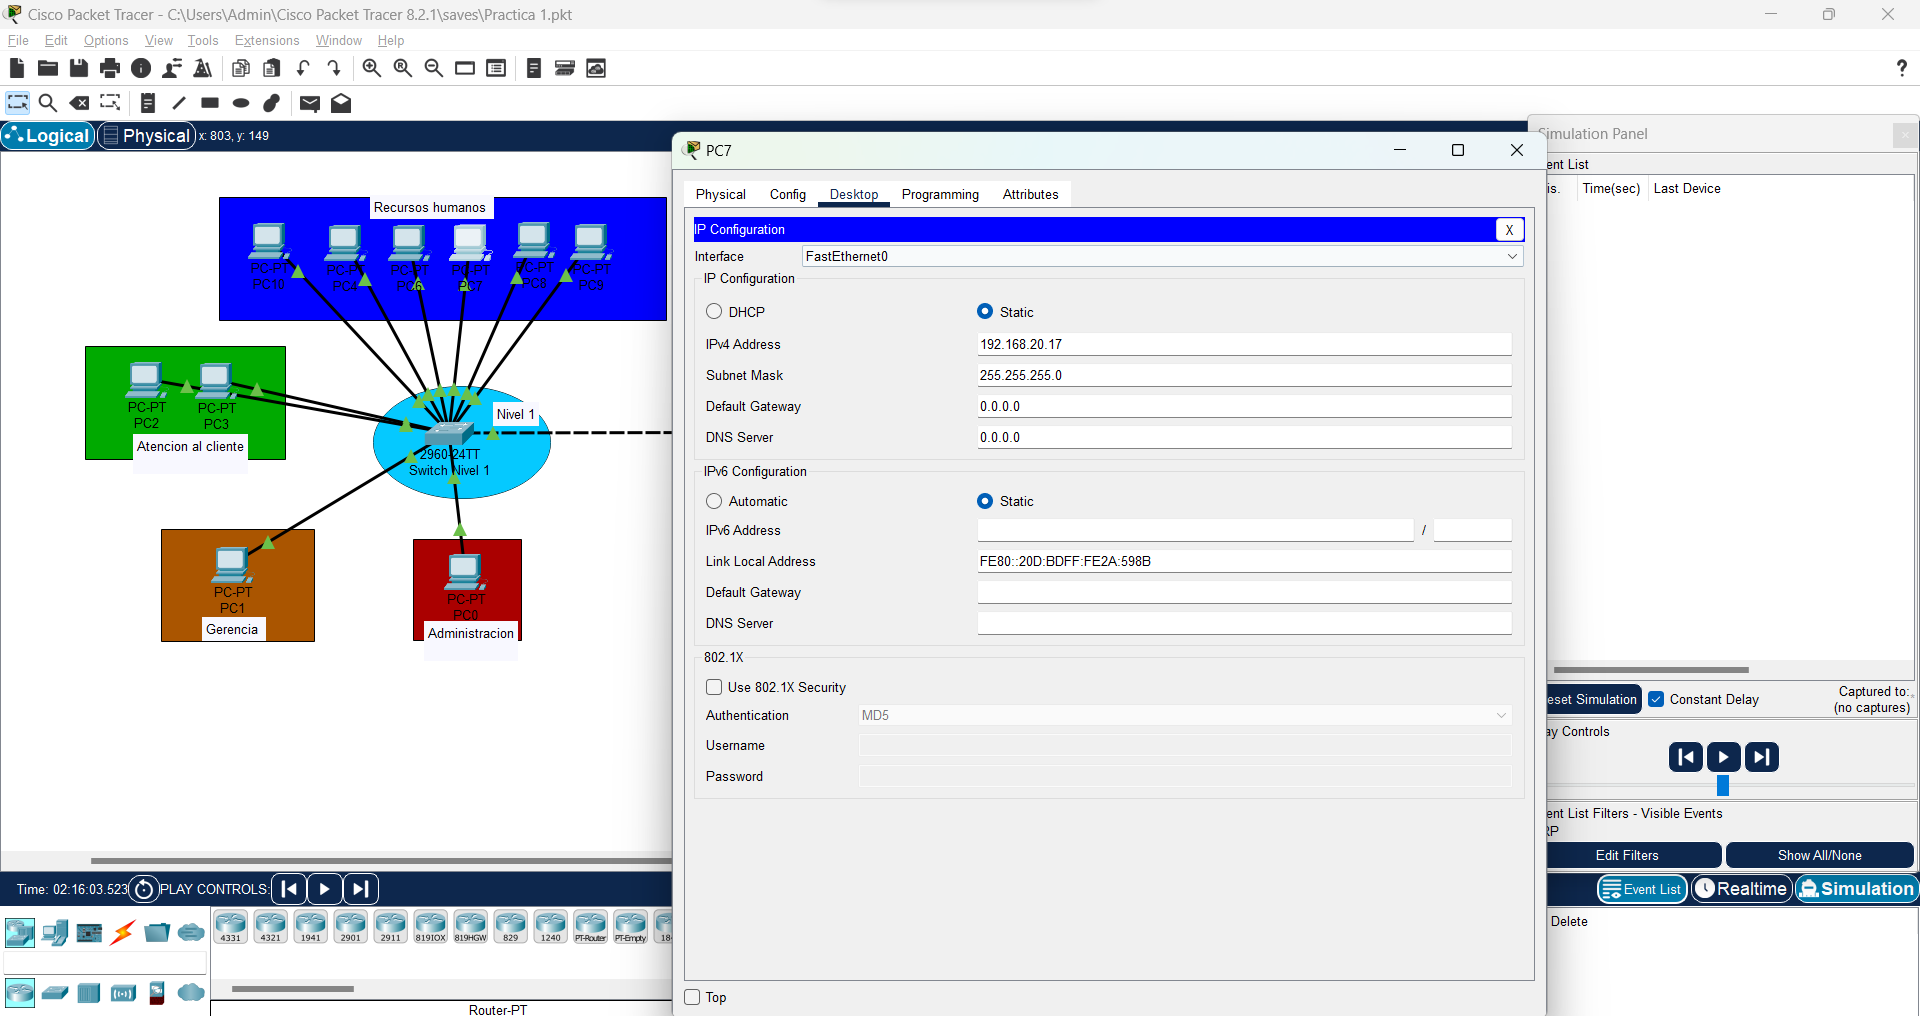 Cisco Packet Tracer - C:\Users\Admin\Cisco Packet Tracer 8.2.1\saves\Practica 1.pkt
File Edit Options View Tools Extensions Window Help
Logical Physical x: 803, y: 149
Recursos humanos
PC-PT
PC10
PC-PT
PC4
PC-PT
PC6
PC-PT
PC7
PC-PT
PC8
PC-PT
PC9
PC-PT
PC2
PC-PT
PC3
Atencion al cliente
Nivel 1
2960-24TT
Switch Nivel 1
PC-PT
PC1
Gerencia
PC-PT
PC0
Administracion
PC7
Physical Config Desktop Programming Attributes
IP Configuration X
Interface FastEthernet0
IP Configuration
DHCP Static
IPv4 Address 192.168.20.17
Subnet Mask 255.255.255.0
Default Gateway 0.0.0.0
DNS Server 0.0.0.0
IPv6 Configuration
Automatic Static
IPv6 Address /
Link Local Address FE80::20D:BDFF:FE2A:598B
Default Gateway
DNS Server
802.1X
Use 802.1X Security
Authentication MD5
Username
Password
Top
Simulation Panel
ent List
is. Time(sec) Last Device
eset Simulation Constant Delay Captured to:
(no captures)
ay Controls
ent List Filters - Visible Events
RP
Edit Filters Show All/None
Time: 02:16:03.523 PLAY CONTROLS:
Event List Realtime Simulation
4331 4321 1941 2901 2911 819IOX 819HGW 829 1240 PT-Router PT-Empty 18
Router-PT
Delete